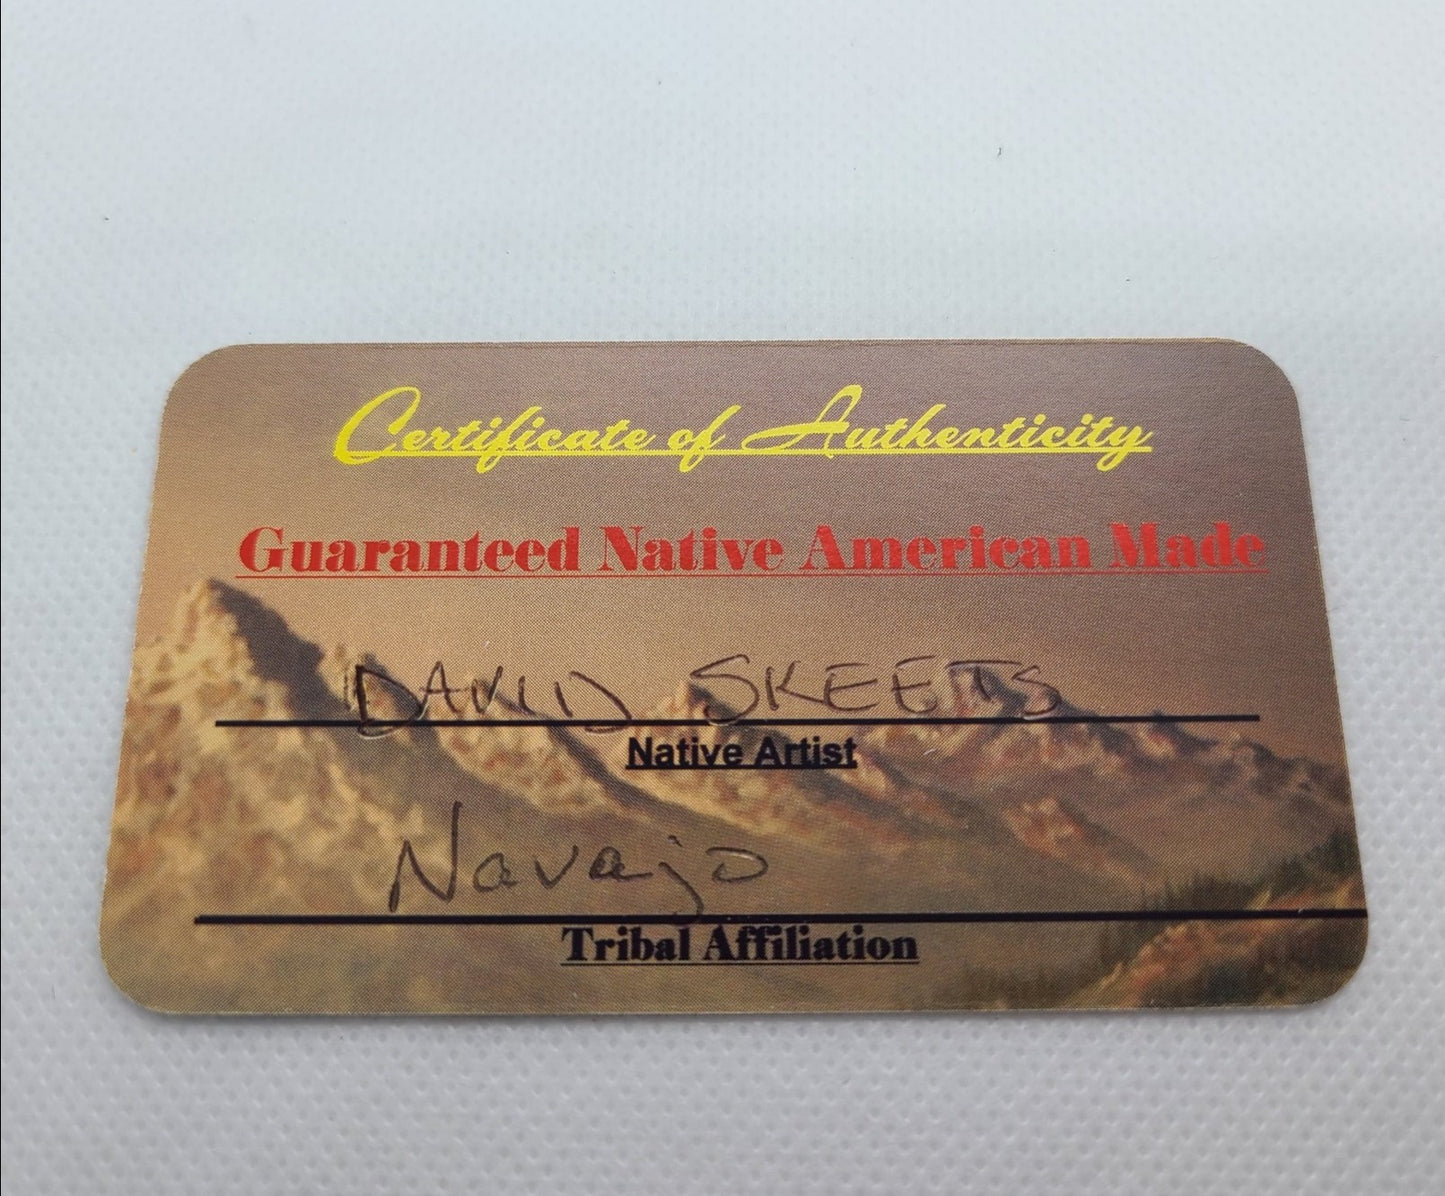 Certificate of Authenticity
Guaranteed Native American Made
DAVID SKEETS
Native Artist
Navajo
Tribal Affiliation